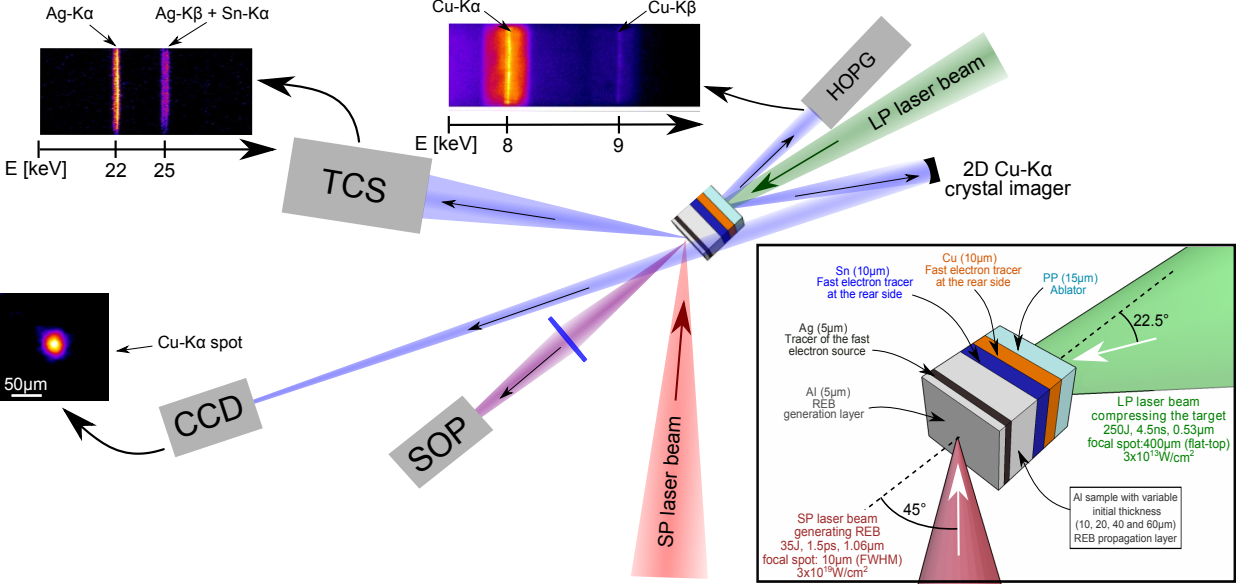 Ag-Kα
Ag-Kβ + Sn-Kα
E [keV]
22
25
Cu-Kα
Cu-Kβ
8
9
HOPG
LP laser beam
2D Cu-Kα
crystal imager
TCS
Cu-Kα spot
50µm
CCD
SOP
SP laser beam
Sn (10µm)
Fast electron tracer
at the rear side
Cu (10µm)
Fast electron tracer
at the rear side
PP (15µm)
Ablator
Ag (5µm)
Tracer of the fast
electron source
Al (5µm)
REB
generation layer
22.5°
LP laser beam
compressing the target
250J, 4.5ns, 0.53µm
focal spot:400µm (flat-top)
3x10¹³W/cm²
45°
SP laser beam
generating REB
35J, 1.5ps, 1.06µm
focal spot: 10µm (FWHM)
3x10¹⁹W/cm²
Al sample with variable
initial thickness
(10, 20, 40 and 60µm)
REB propagation layer